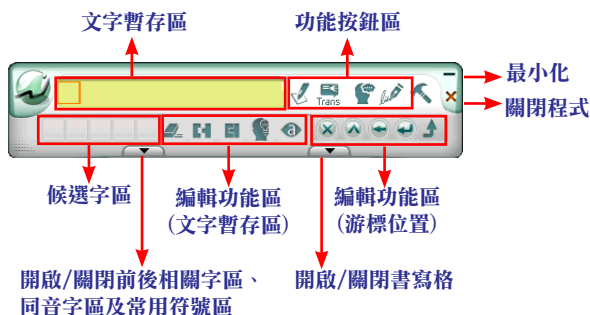 文字暫存區
功能按鈕區
最小化
Trans
關閉程式
a
候選字區
編輯功能區
(文字暫存區)
編輯功能區
(游標位置)
開啟/關閉前後相關字區、
同音字區及常用符號區
開啟/關閉書寫格